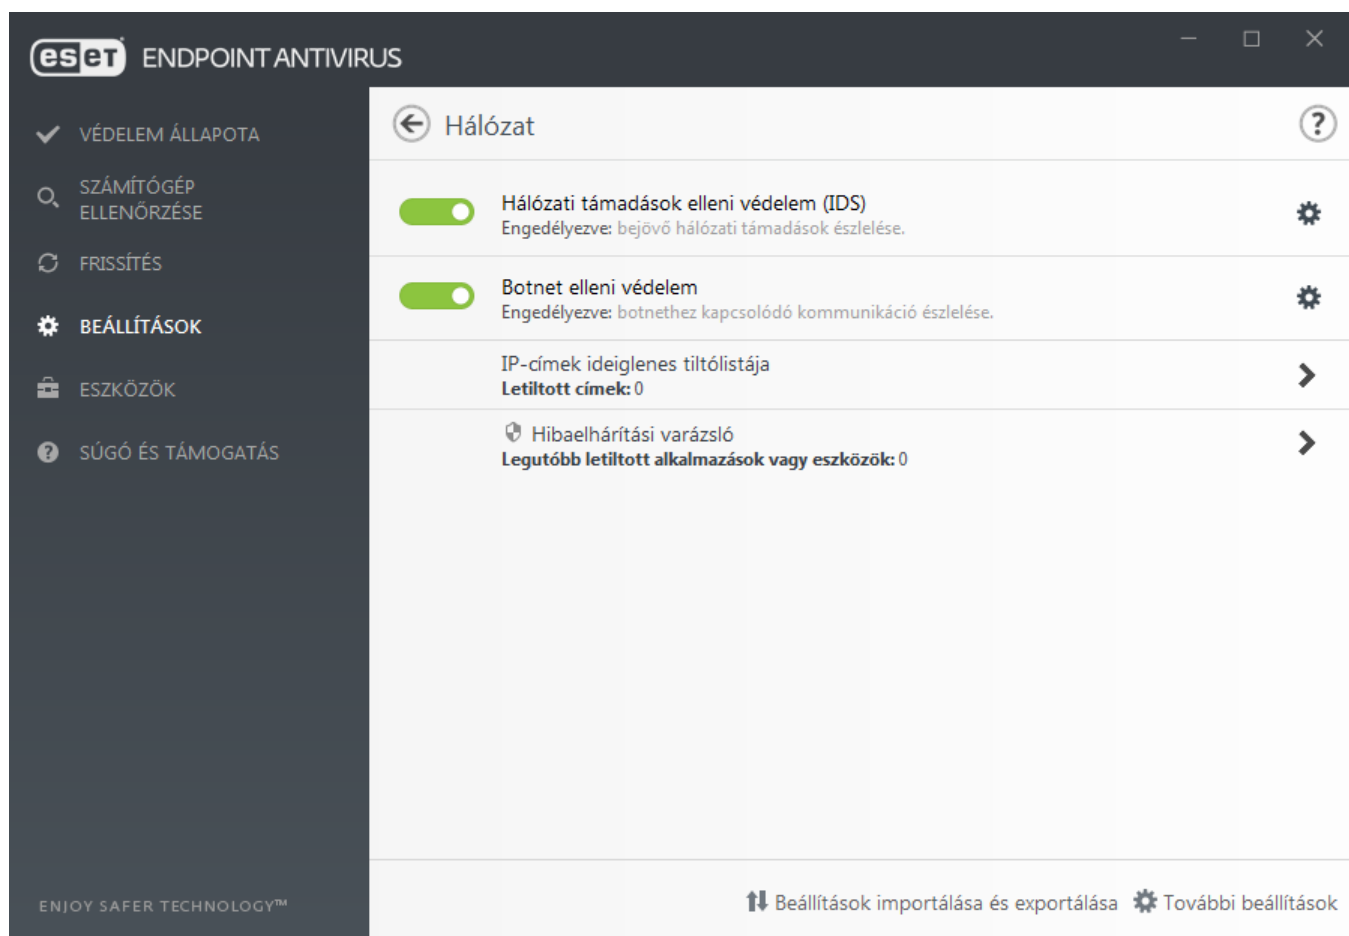 eset ENDPOINT ANTIVIRUS
VÉDELEM ÁLLAPOTA
SZÁMÍTÓGÉP
ELLENŐRZÉSE
FRISSÍTÉS
BEÁLLÍTÁSOK
ESZKÖZÖK
SÚGÓ ÉS TÁMOGATÁS
ENJOY SAFER TECHNOLOGY™
Hálózat
?
Hálózati támadások elleni védelem (IDS)
Engedélyezve: bejövő hálózati támadások észlelése.
Botnet elleni védelem
Engedélyezve: botnethez kapcsolódó kommunikáció észlelése.
IP-címek ideiglenes tiltólistája
Letiltott címek: 0
Hibaelhárítási varázsló
Legutóbb letiltott alkalmazások vagy eszközök: 0
Beállítások importálása és exportálása További beállítások